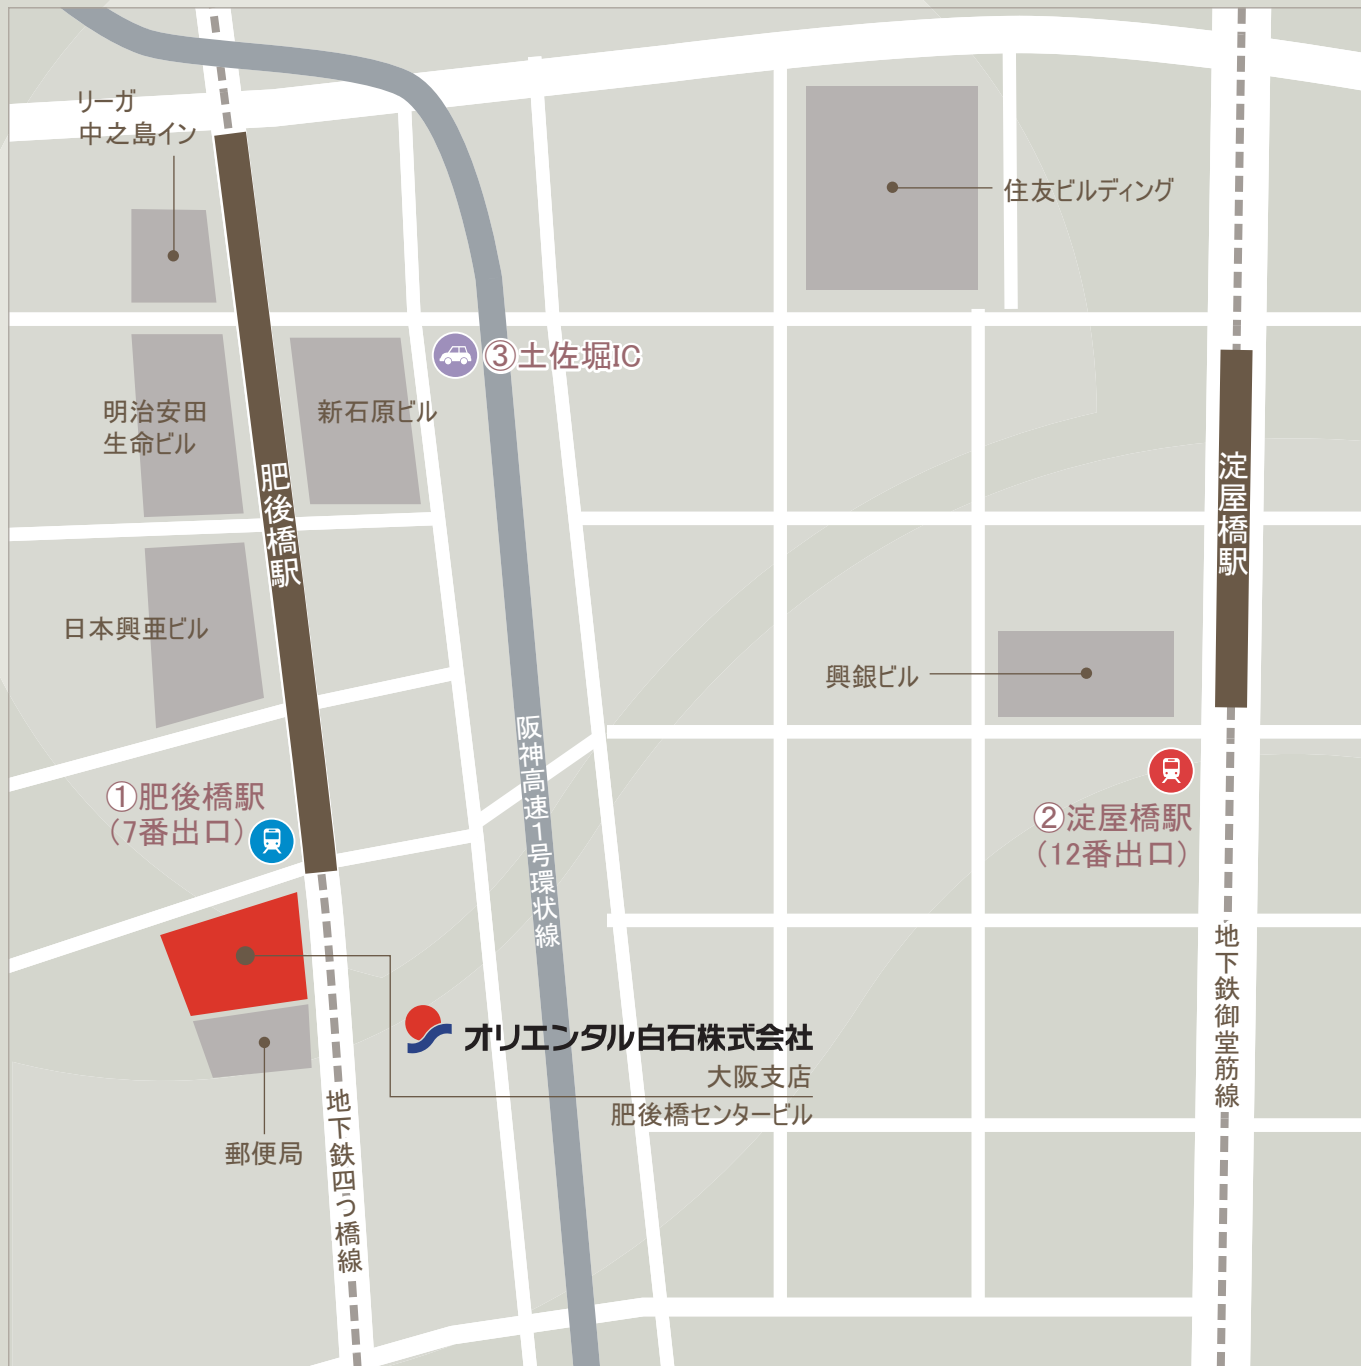 リーガ
中之島イン
住友ビルディング
③土佐堀IC
明治安田
生命ビル
新石原ビル
肥後橋駅
淀屋橋駅
日本興亜ビル
興銀ビル
阪神高速1号環状線
①肥後橋駅
（7番出口）
②淀屋橋駅
（12番出口）
地下鉄御堂筋線
オリエンタル白石株式会社
大阪支店
肥後橋センタービル
郵便局
地下鉄四つ橋線